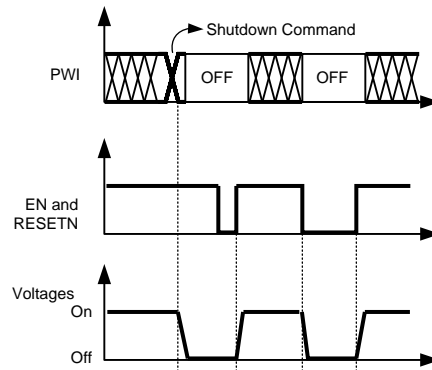 Shutdown Command
PWI
OFF
OFF
EN and
RESETN
Voltages
On
Off